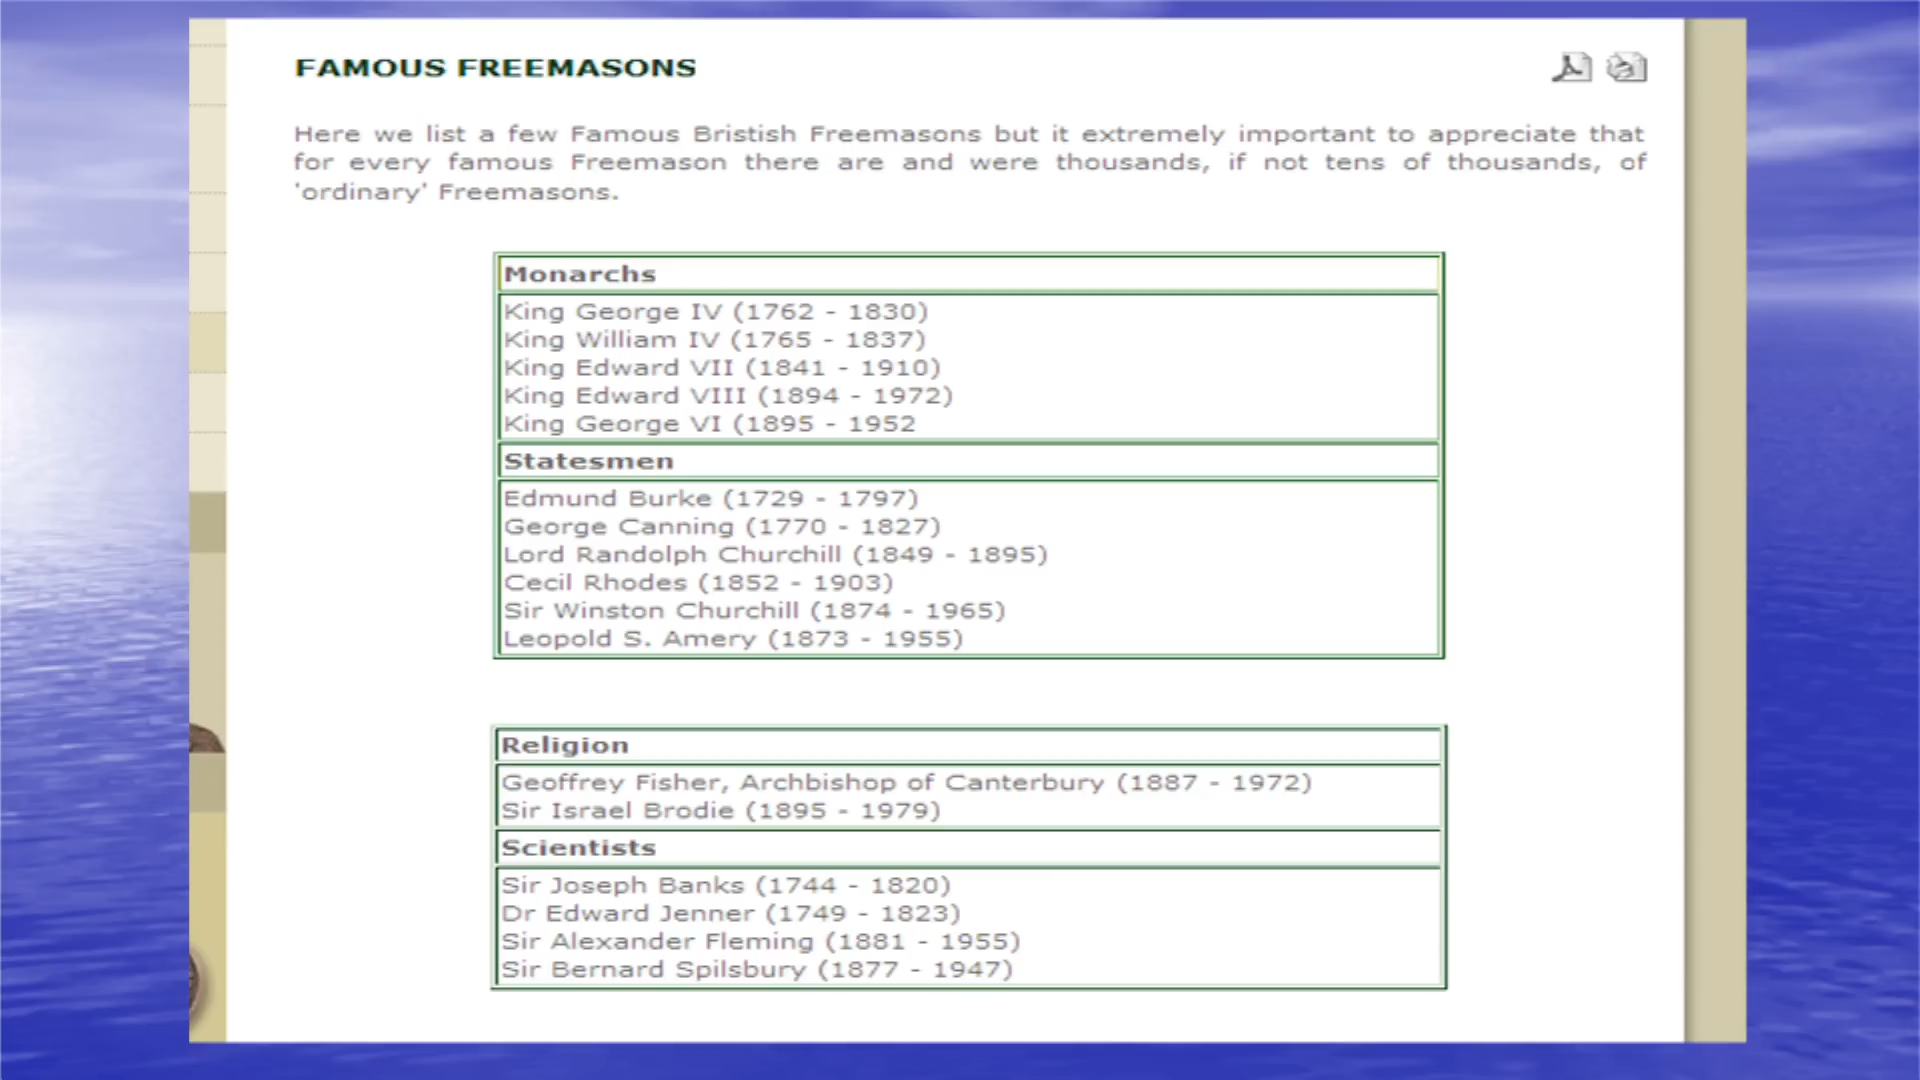 FAMOUS FREEMASONS
Here we list a few Famous Bristish Freemasons but it extremely important to appreciate that
for every famous Freemason there are and were thousands, if not tens of thousands, of
'ordinary' Freemasons.
Monarchs
King George IV (1762 - 1830)
King William IV (1765 - 1837)
King Edward VII (1841 - 1910)
King Edward VIII (1894 - 1972)
King George VI (1895 - 1952
Statesmen
Edmund Burke (1729 - 1797)
George Canning (1770 - 1827)
Lord Randolph Churchill (1849 - 1895)
Cecil Rhodes (1852 - 1903)
Sir Winston Churchill (1874 - 1965)
Leopold S. Amery (1873 - 1955)
Religion
Geoffrey Fisher, Archbishop of Canterbury (1887 - 1972)
Sir Israel Brodie (1895 - 1979)
Scientists
Sir Joseph Banks (1744 - 1820)
Dr Edward Jenner (1749 - 1823)
Sir Alexander Fleming (1881 - 1955)
Sir Bernard Spilsbury (1877 - 1947)